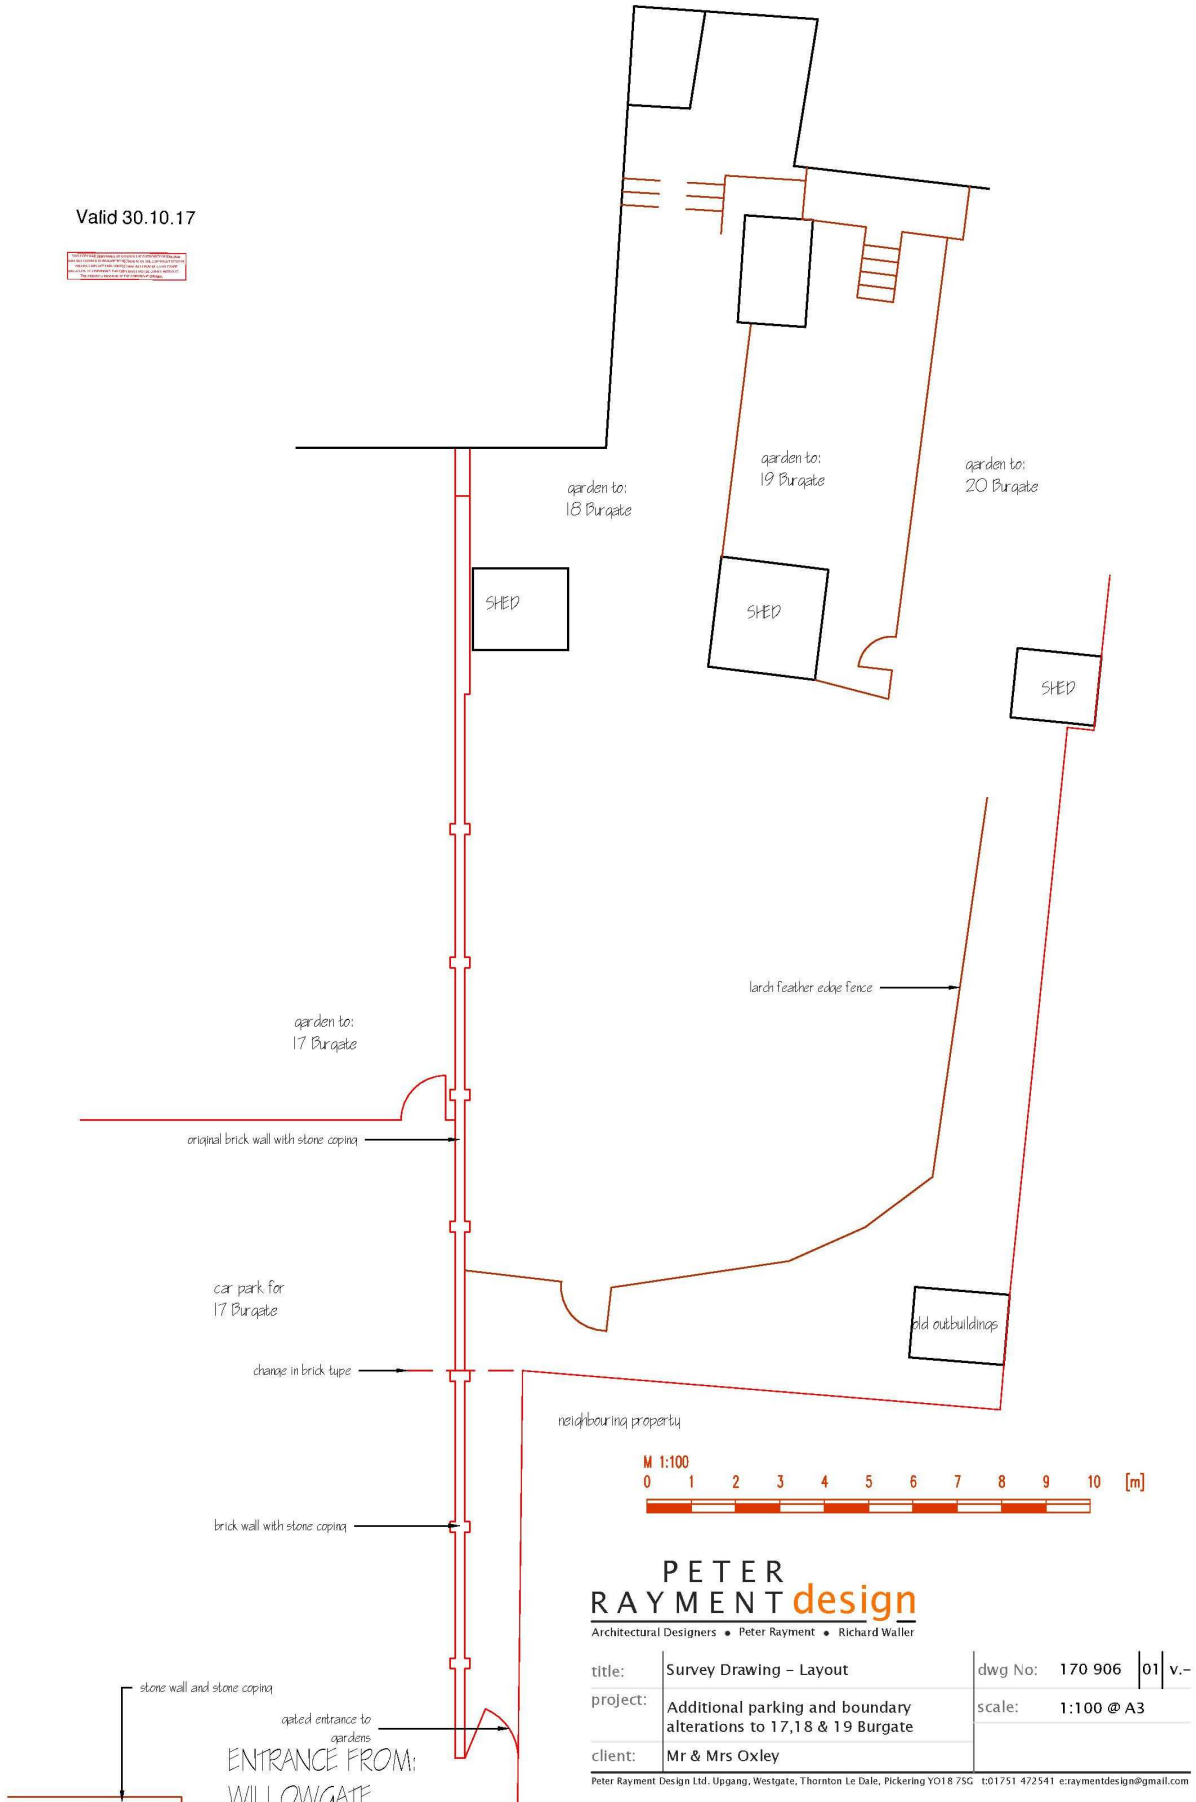 Valid 30.10.17
garden to:
18 Burgate
garden to:
19 Burgate
garden to:
20 Burgate
SHED
SHED
SHED
larch feather edge fence
garden to:
17 Burgate
original brick wall with stone coping
car park for
17 Burgate
old outbuildings
change in brick type
neighbouring property
M 1:100
0 1 2 3 4 5 6 7 8 9 10 [m]
brick wall with stone coping
PETER
RAYMENT design
Architectural Designers • Peter Rayment • Richard Waller
title: Survey Drawing - Layout dwg No: 170 906 01 v.-
project: Additional parking and boundary
alterations to 17,18 & 19 Burgate
scale: 1:100 @ A3
client: Mr & Mrs Oxley
Peter Rayment Design Ltd. Upgang, Westgate, Thornton Le Dale, Pickering YO18 7SG t:01751 472541 e:raymentdesign@gmail.com
stone wall and stone coping
gated entrance to
gardens
ENTRANCE FROM:
WILLOWGATE